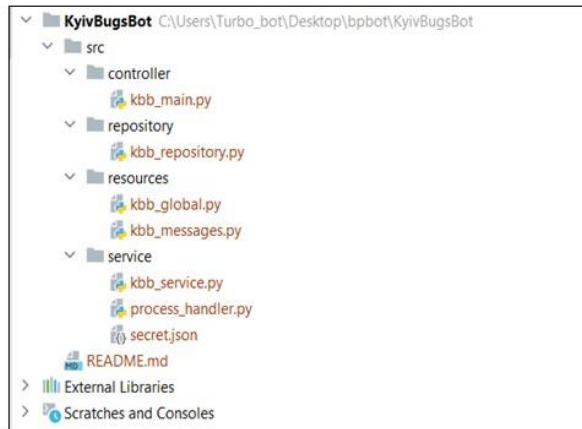 KyivBugsBot C:\Users\Turbo_bot\Desktop\bpbot\KyivBugsBot
src
controller
kbb_main.py
repository
kbb_repository.py
resources
kbb_global.py
kbb_messages.py
service
kbb_service.py
process_handler.py
secret.json
README.md
External Libraries
Scratches and Consoles